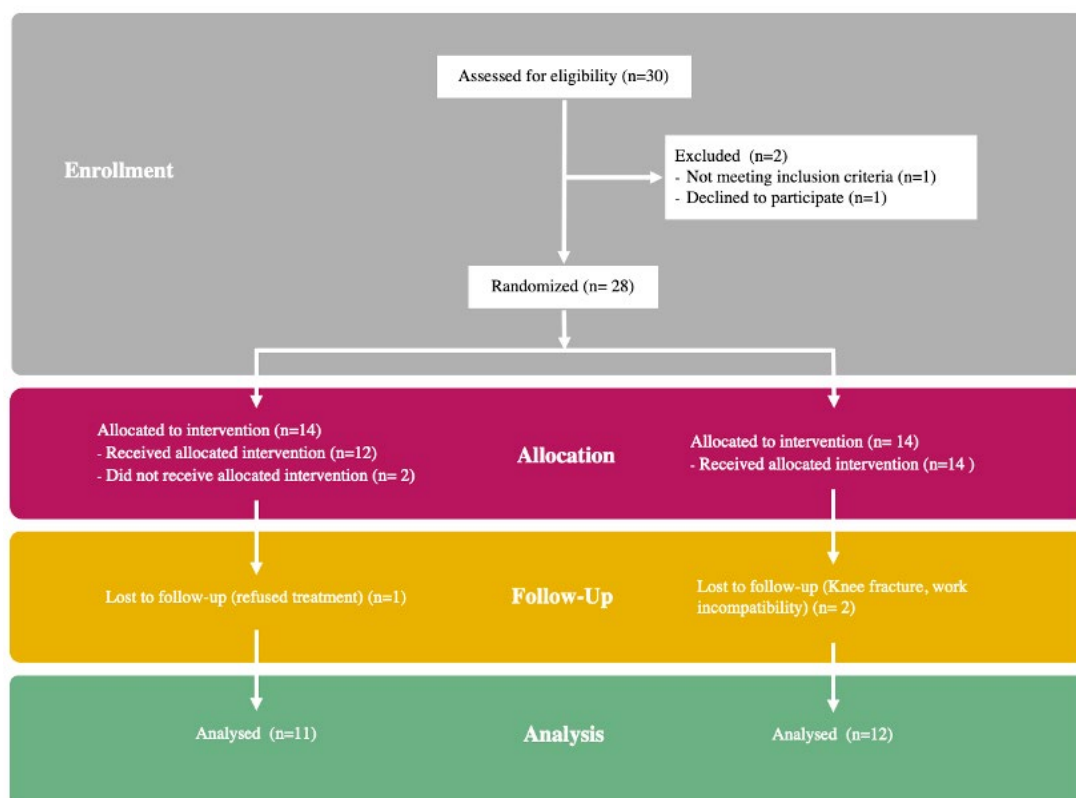 Assessed for eligibility (n=30)
Enrollment
Excluded  (n=2)
- Not meeting inclusion criteria (n=1)
- Declined to participate (n=1)
Randomized (n= 28)
Allocated to intervention (n=14)
- Received allocated intervention (n=12)
- Did not receive allocated intervention (n= 2)
Allocation
Allocated to intervention (n= 14)
- Received allocated intervention (n=14 )
Lost to follow-up (refused treatment) (n=1)
Follow-Up
Lost to follow-up (Knee fracture, work
incompatibility) (n= 2)
Analysed  (n=11)
Analysis
Analysed  (n=12)